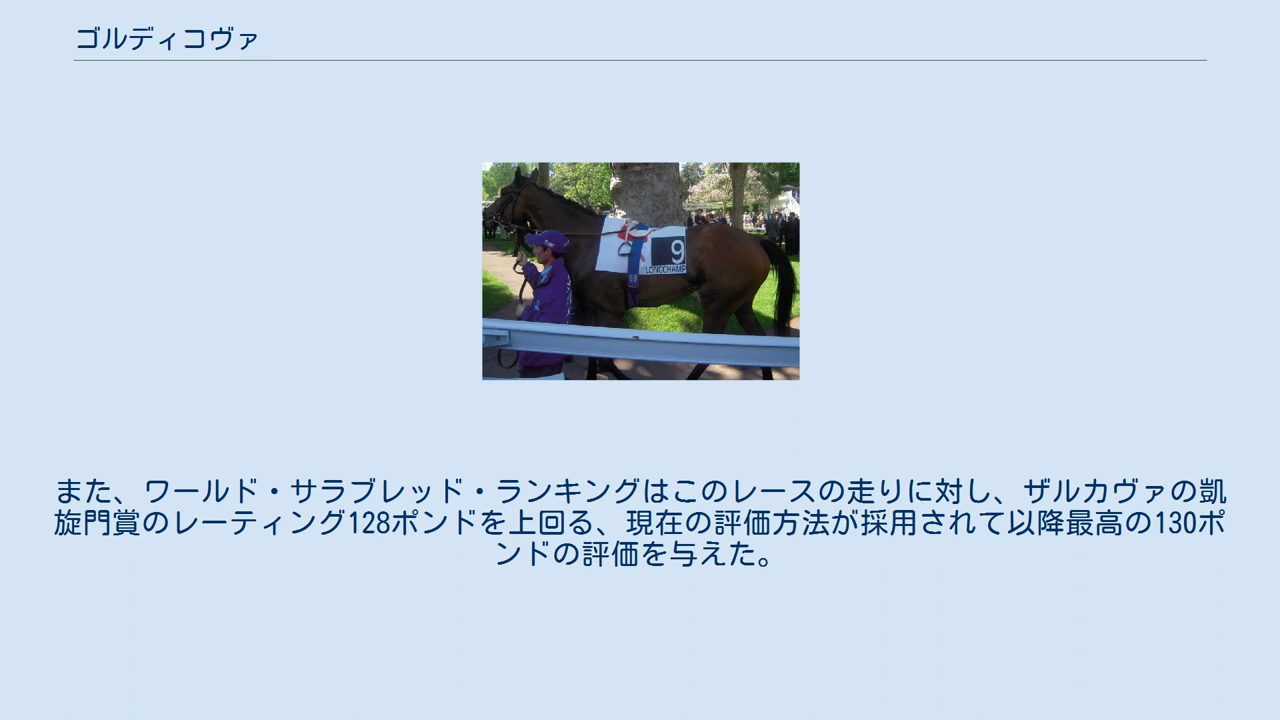 ゴルディコヴァ
9
LONGCHAMP
また、ワールド・サラブレッド・ランキングはこのレースの走りに対し、ザルカヴァの凱
旋門賞のレーティング128ポンドを上回る、現在の評価方法が採用されて以降最高の130ポ
ンドの評価を与えた。